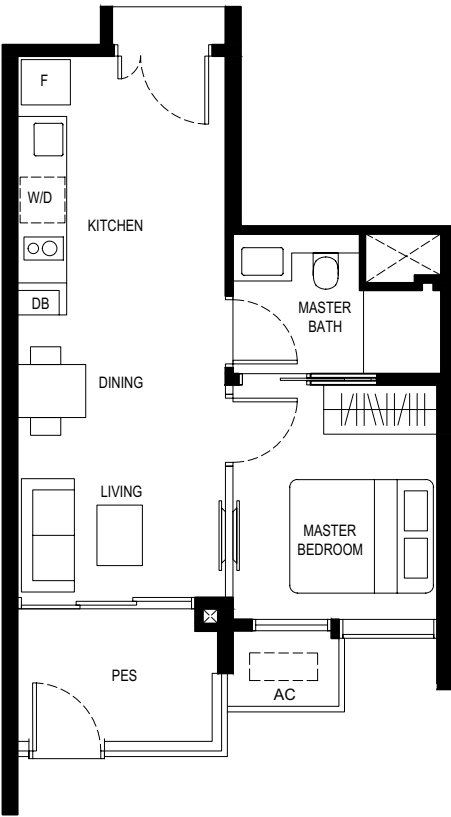 F
W/D
KITCHEN
DB
MASTER
BATH
DINING
LIVING
MASTER
BEDROOM
PES
AC